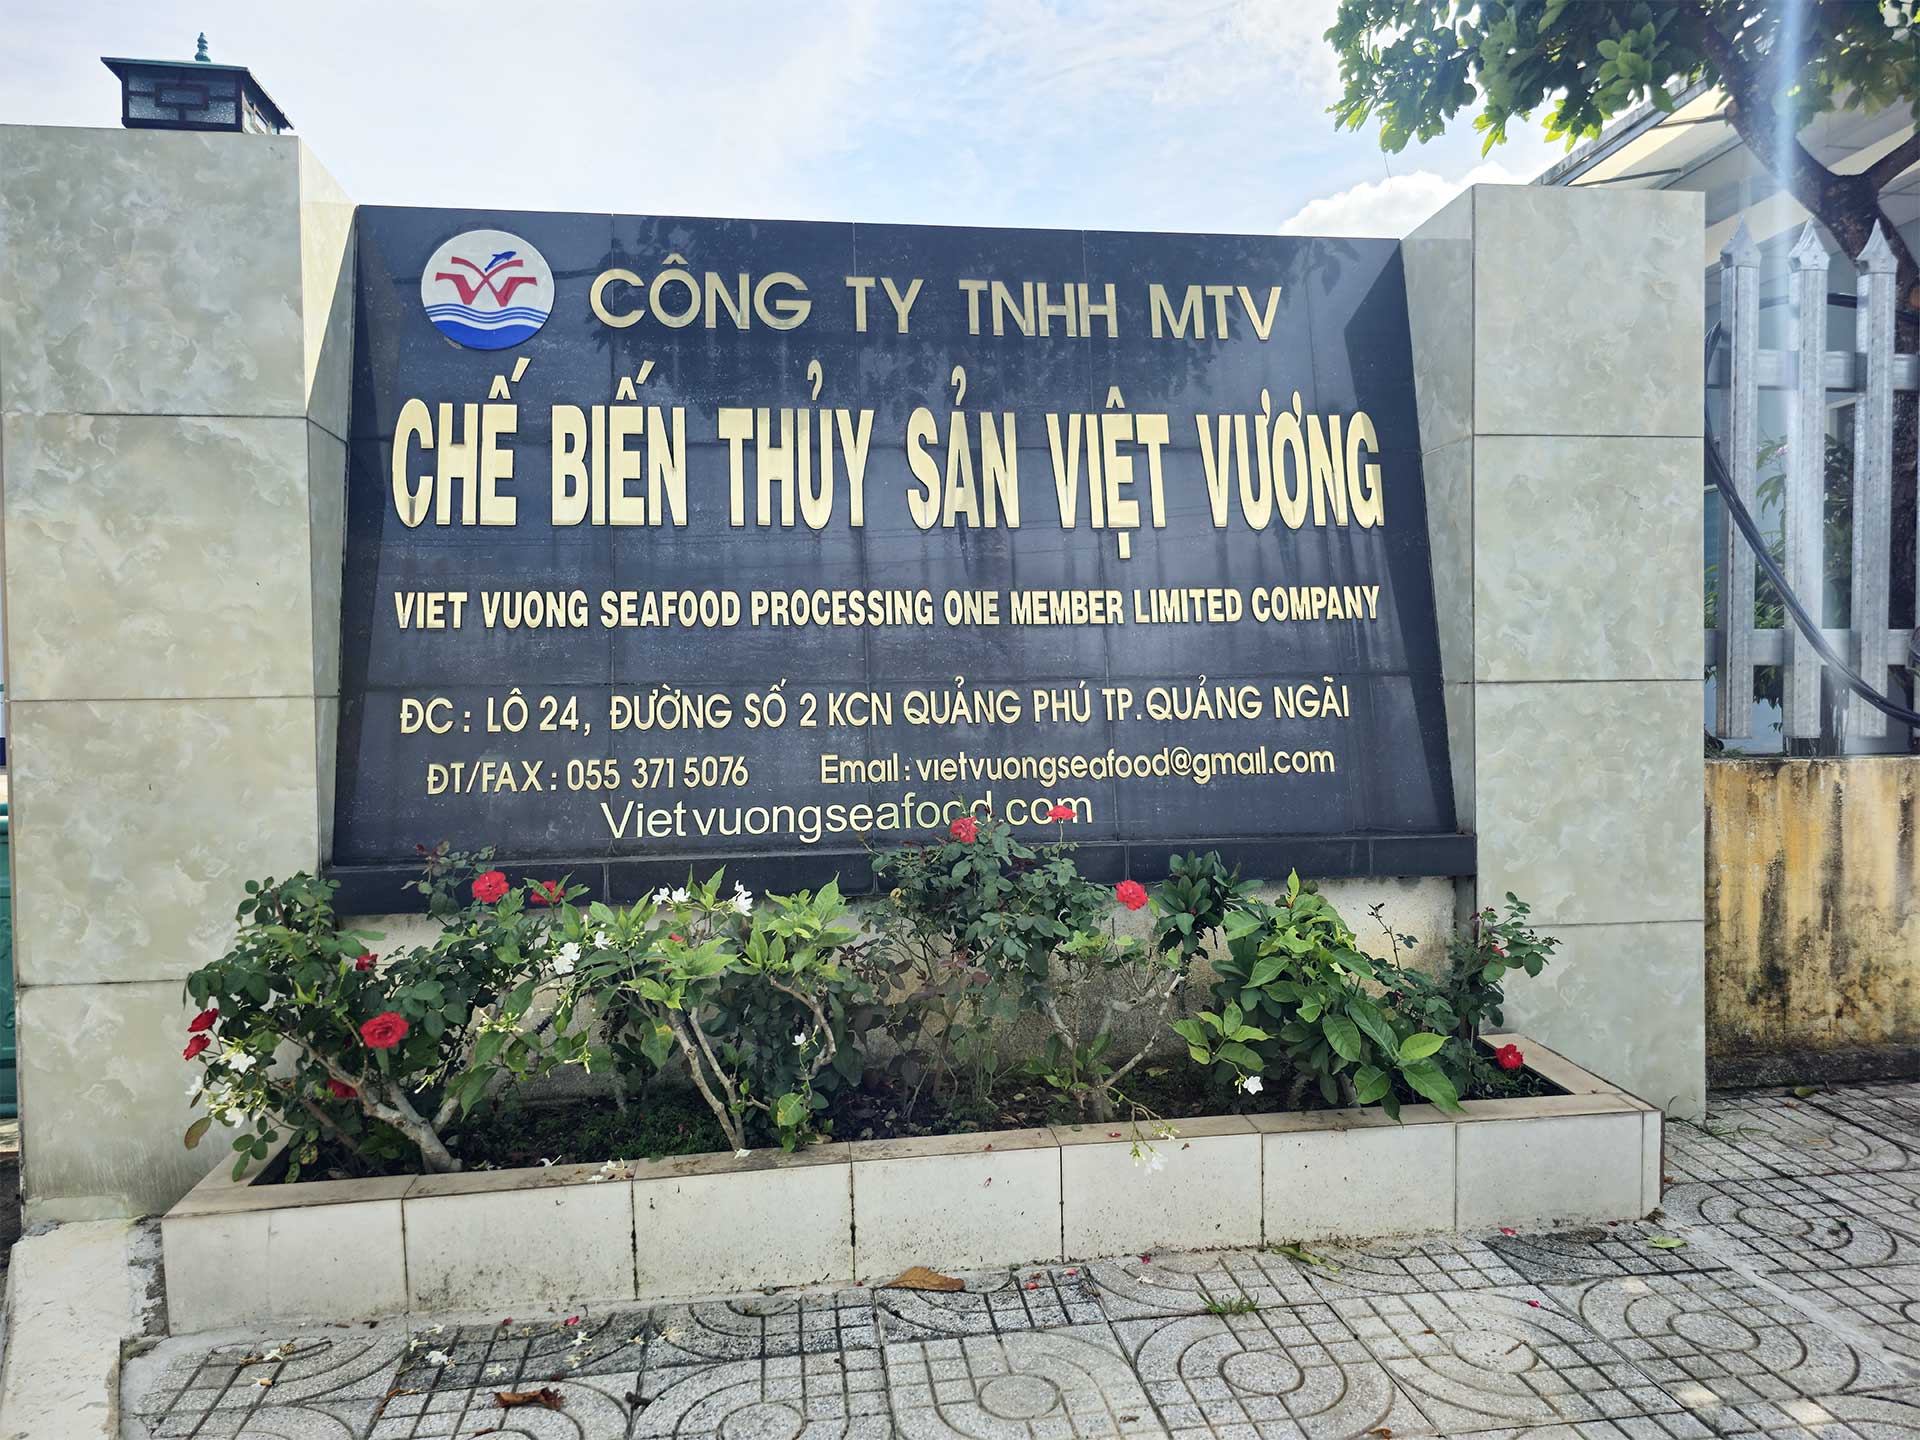 CÔNG TY TNHH MTV
CHẾ BIẾN THỦY SẢN VIỆT VƯƠNG
VIET VUONG SEAFOOD PROCESSING ONE MEMBER LIMITED COMPANY
ĐC : LÔ 24, ĐƯỜNG SỐ 2 KCN QUẢNG PHÚ TP.QUẢNG NGÃI
ĐT/FAX : 055 371 5076 Email : vietvuongseafood@gmail.com
Vietvuongseafood.com